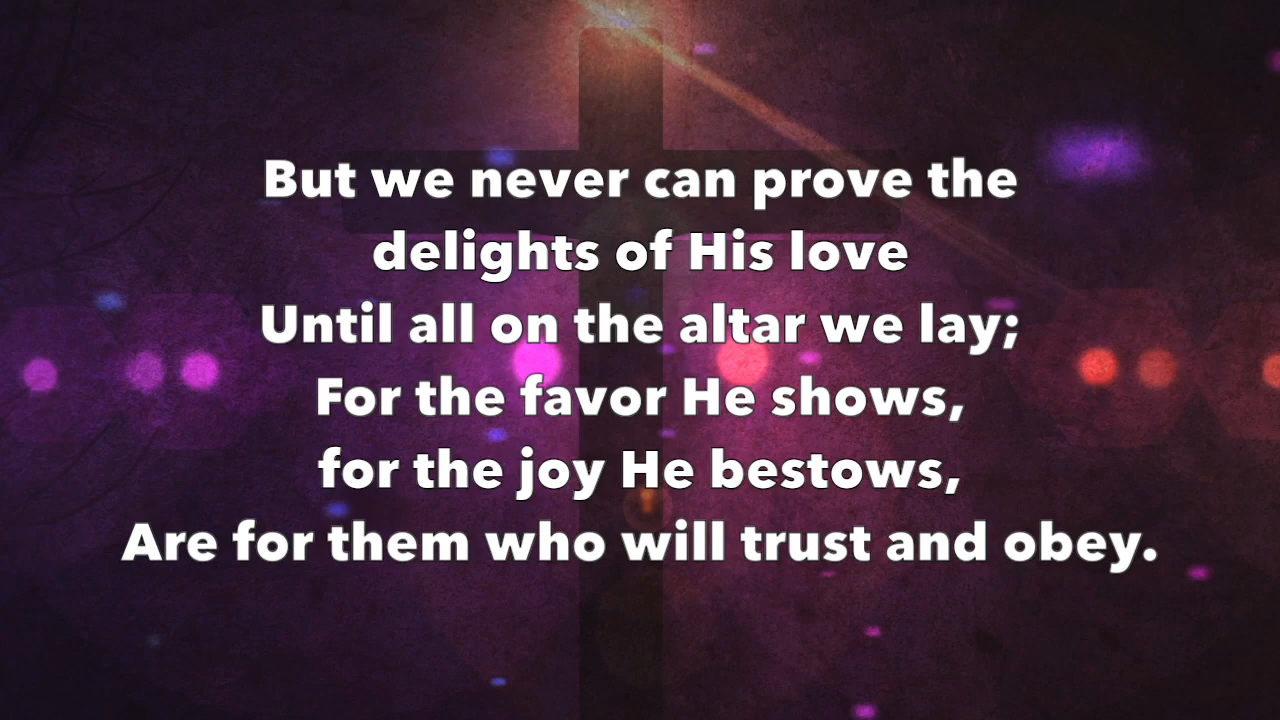 But we never can prove the
delights of His love
Until all on the altar we lay;
For the favor He shows,
for the joy He bestows,
Are for them who will trust and obey.